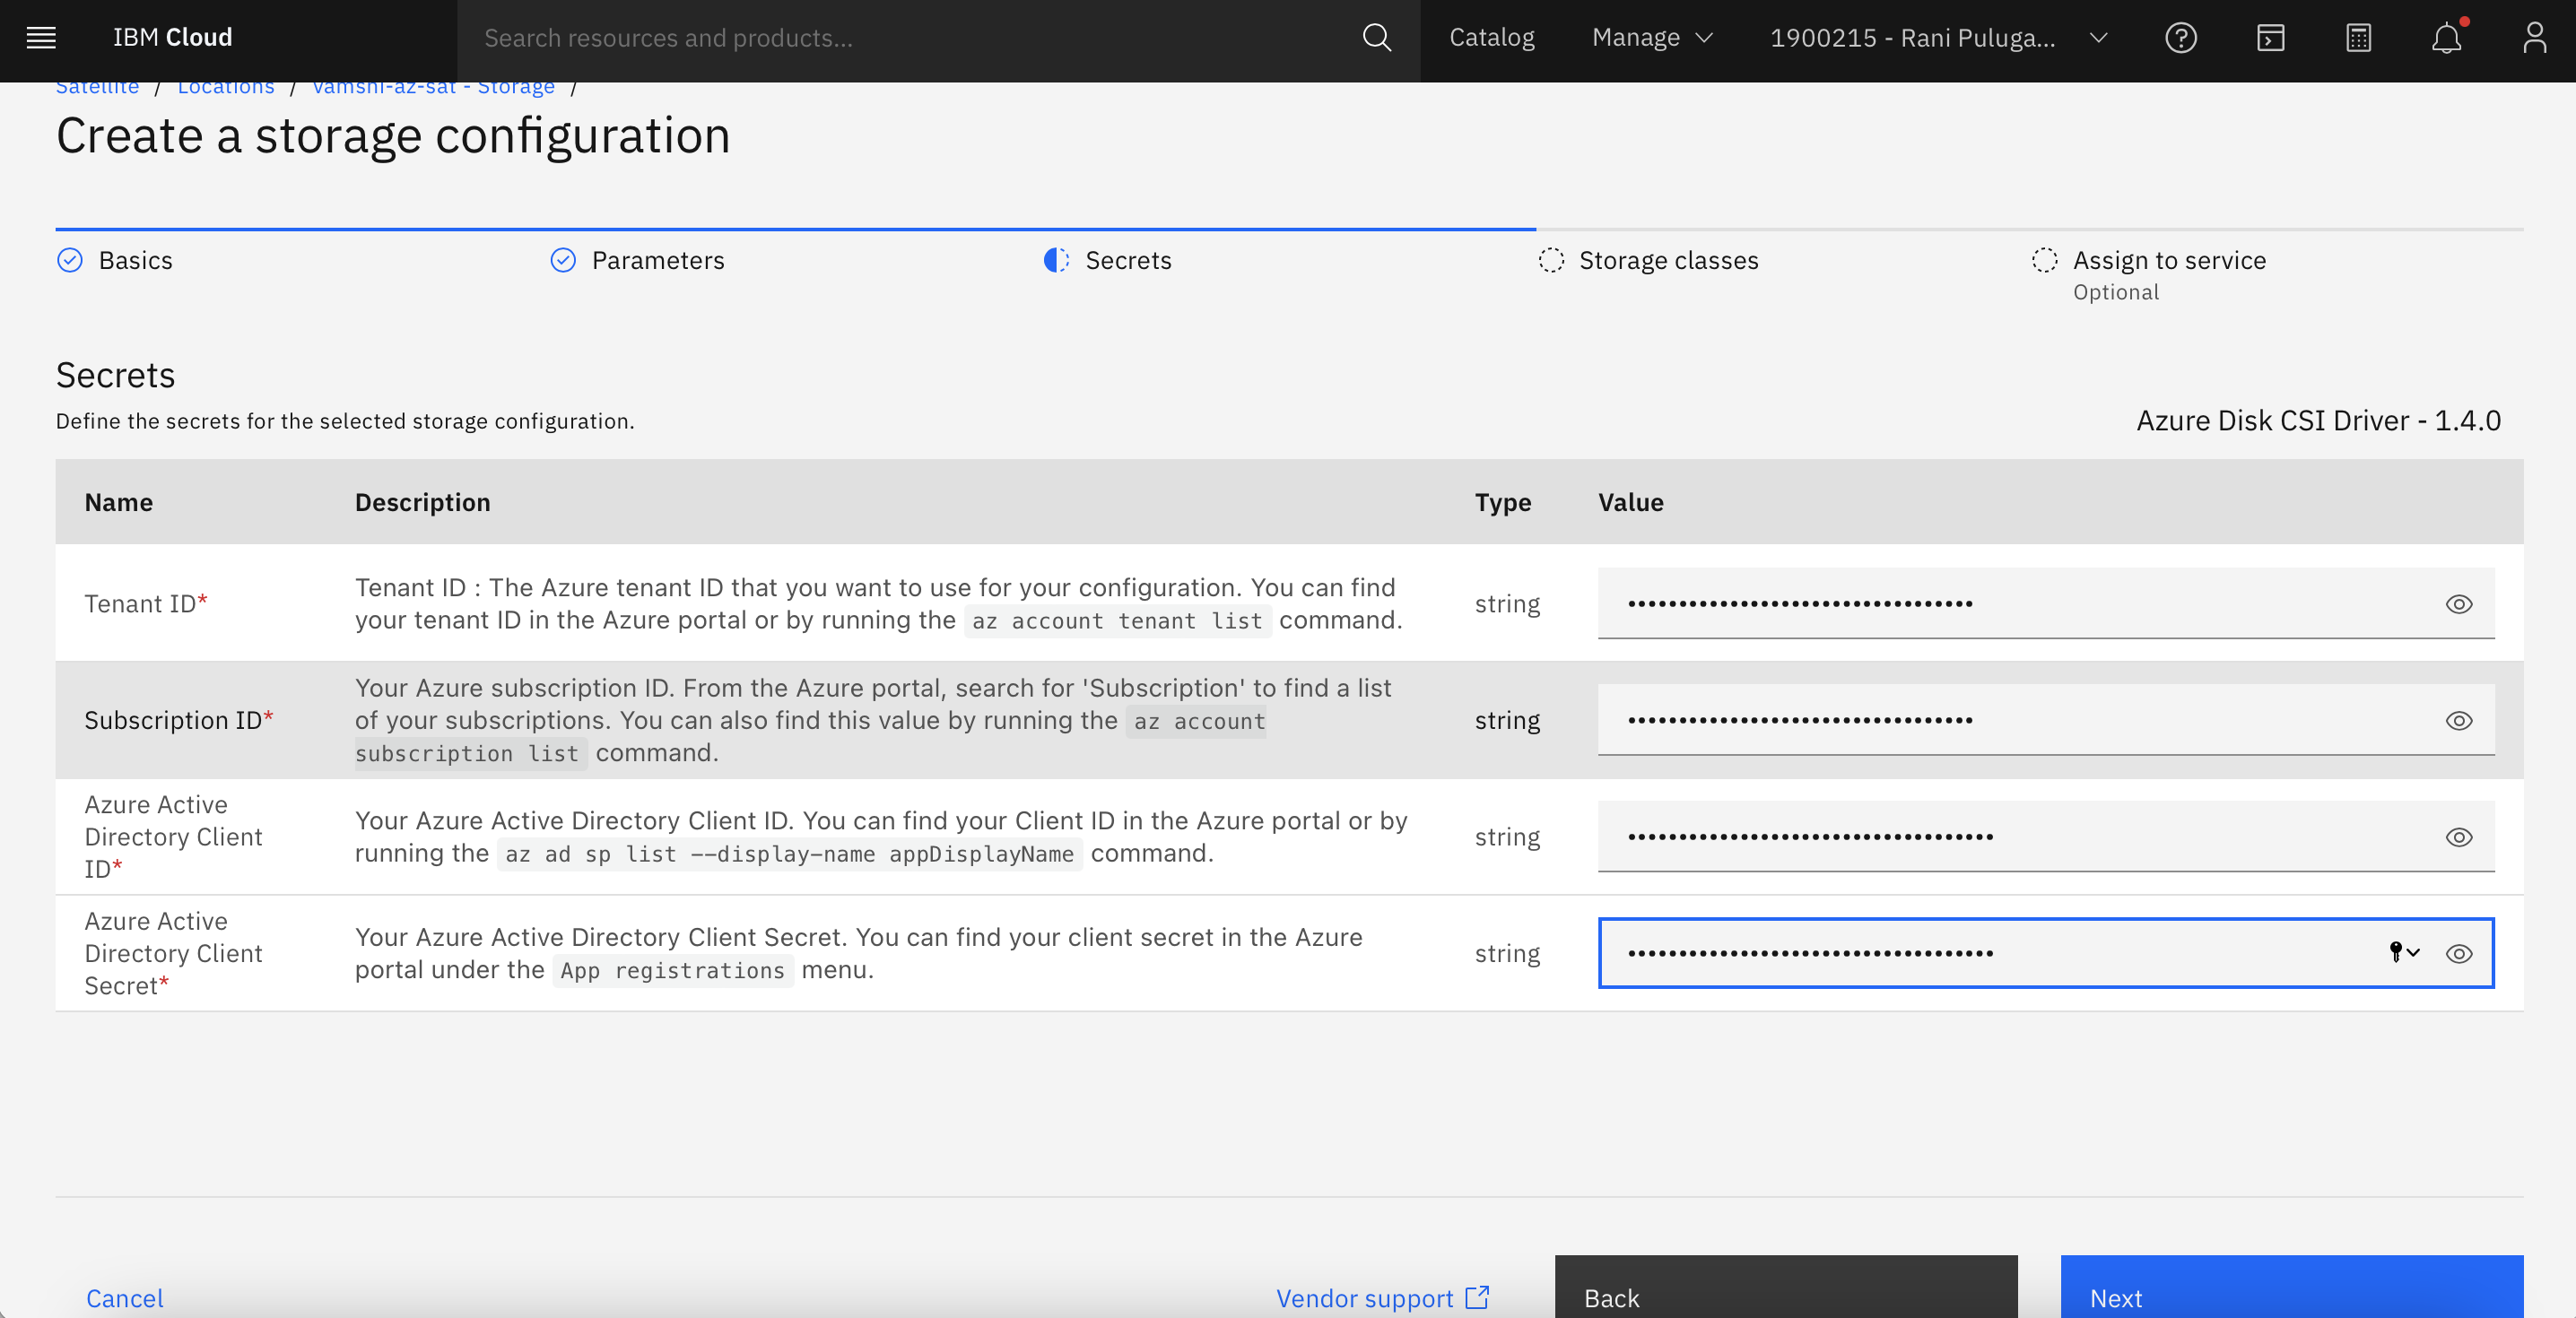 IBM Cloud
Search resources and products...
Catalog
Manage
1900215 - Rani Puluga...
Satellite / Locations / vamshi-az-sat - Storage /
Create a storage configuration
Basics
Parameters
Secrets
Storage classes
Assign to service
Optional
Secrets
Define the secrets for the selected storage configuration.
Azure Disk CSI Driver - 1.4.0
Name
Description
Type
Value
Tenant ID*
Tenant ID : The Azure tenant ID that you want to use for your configuration. You can find
your tenant ID in the Azure portal or by running the az account tenant list command.
string
••••••••••••••••••••••••••••••••••
Subscription ID*
Your Azure subscription ID. From the Azure portal, search for 'Subscription' to find a list
of your subscriptions. You can also find this value by running the az account
subscription list command.
string
••••••••••••••••••••••••••••••••••
Azure Active
Directory Client
ID*
Your Azure Active Directory Client ID. You can find your Client ID in the Azure portal or by
running the az ad sp list --display-name appDisplayName command.
string
••••••••••••••••••••••••••••••••••••
Azure Active
Directory Client
Secret*
Your Azure Active Directory Client Secret. You can find your client secret in the Azure
portal under the App registrations menu.
string
••••••••••••••••••••••••••••••••••••
Cancel
Vendor support
Back
Next